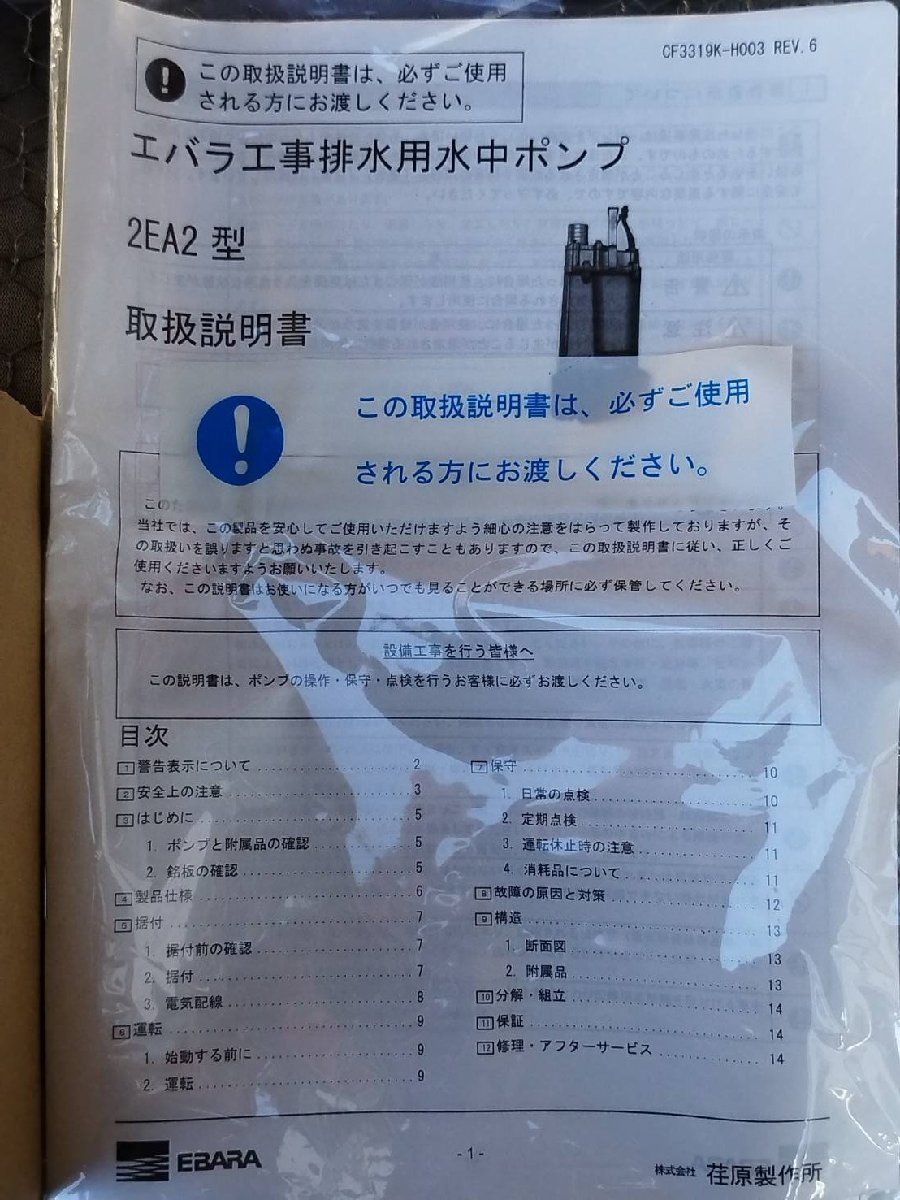 CF3319K-H003 REV.6
この取扱説明書は、必ずご使用
される方にお渡しください。
エバラ工事排水用水中ポンプ
2EA2 型
取扱説明書
この取扱説明書は、必ずご使用
される方にお渡しください。
このた
当社では、この製品を安心してご使用いただけますよう細心の注意をはらって製作しておりますが、そ
の取扱いを誤りますと思わぬ事故を引き起こすこともありますので、この取扱説明書に従い、正しくご
使用くださいますようお願いいたします。
なお、この説明書はお使いになる方がいつでも見ることができる場所に必ず保管してください。
設備工事を行う皆様へ
この説明書は、ポンプの操作・保守・点検を行うお客様に必ずお渡しください。
目次
1 警告表示について 2
2 安全上の注意 3
3 はじめに 5
1. ポンプと附属品の確認 5
2. 銘板の確認 5
4 製品仕様 6
5 据付 7
1. 据付前の確認 7
2. 据付 7
3. 電気配線 8
6 運転 9
1. 始動する前に 9
2. 運転 9
7 保守 10
1. 日常の点検 10
2. 定期点検 11
3. 運転休止時の注意 11
4. 消耗品について 11
8 故障の原因と対策 12
9 構造 13
1. 断面図 13
2. 附属品 13
10 分解・組立 14
11 保証 14
12 修理・アフターサービス 14
EBARA
-1-
株式会社 荏原製作所